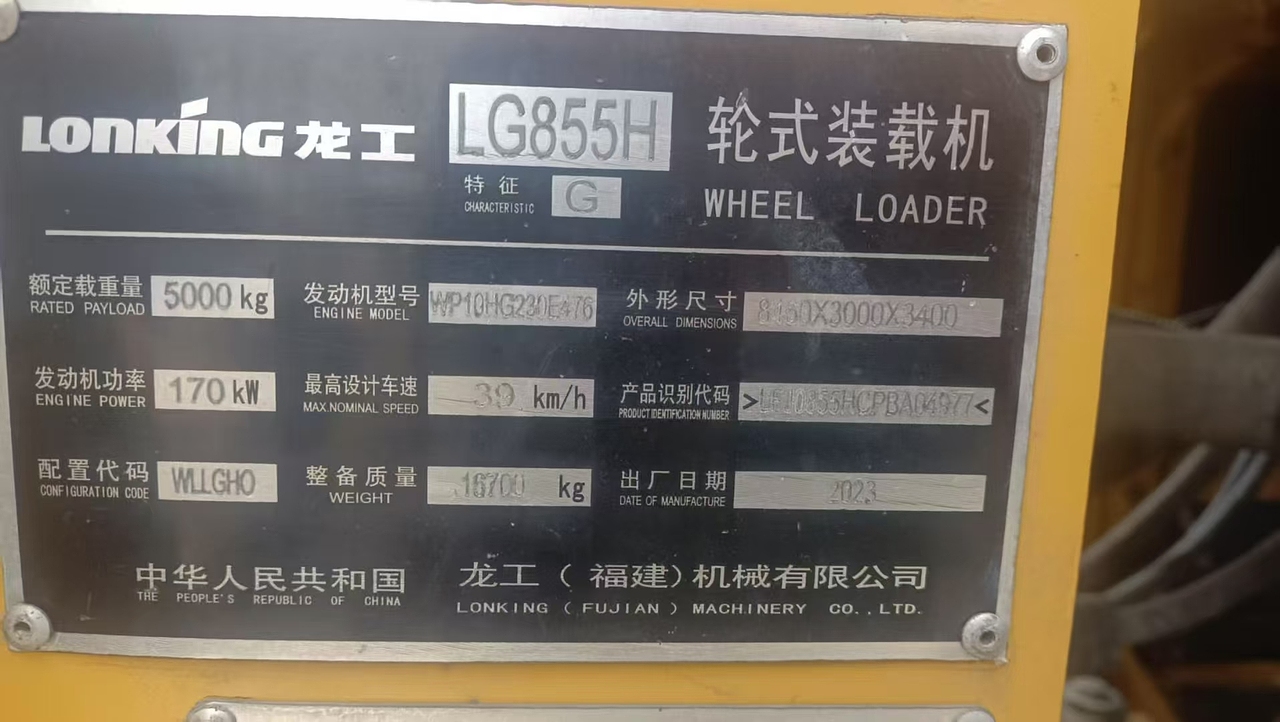 LONKING 龙工 LG855H 轮式装载机
特征 G
CHARACTERISTIC
WHEEL LOADER
额定载重量 5000 kg 发动机型号 WP10HG230E476 外形尺寸 8160X3000X3400
RATED PAYLOAD ENGINE MODEL OVERALL DIMENSIONS
发动机功率 170 kW 最高设计车速 39 km/h 产品识别代码
ENGINE POWER MAX.NOMINAL SPEED PRODUCT IDENTIFICATION NUMBER
配置代码 WLLGHO 整备质量 16700 kg 出厂日期 2023
CONFIGURATION CODE WEIGHT DATE OF MANUFACTURE
中华人民共和国 龙工（福建）机械有限公司
THE PEOPLE'S REPUBLIC OF CHINA LONKING ( FUJIAN ) MACHINERY CO.,LTD.